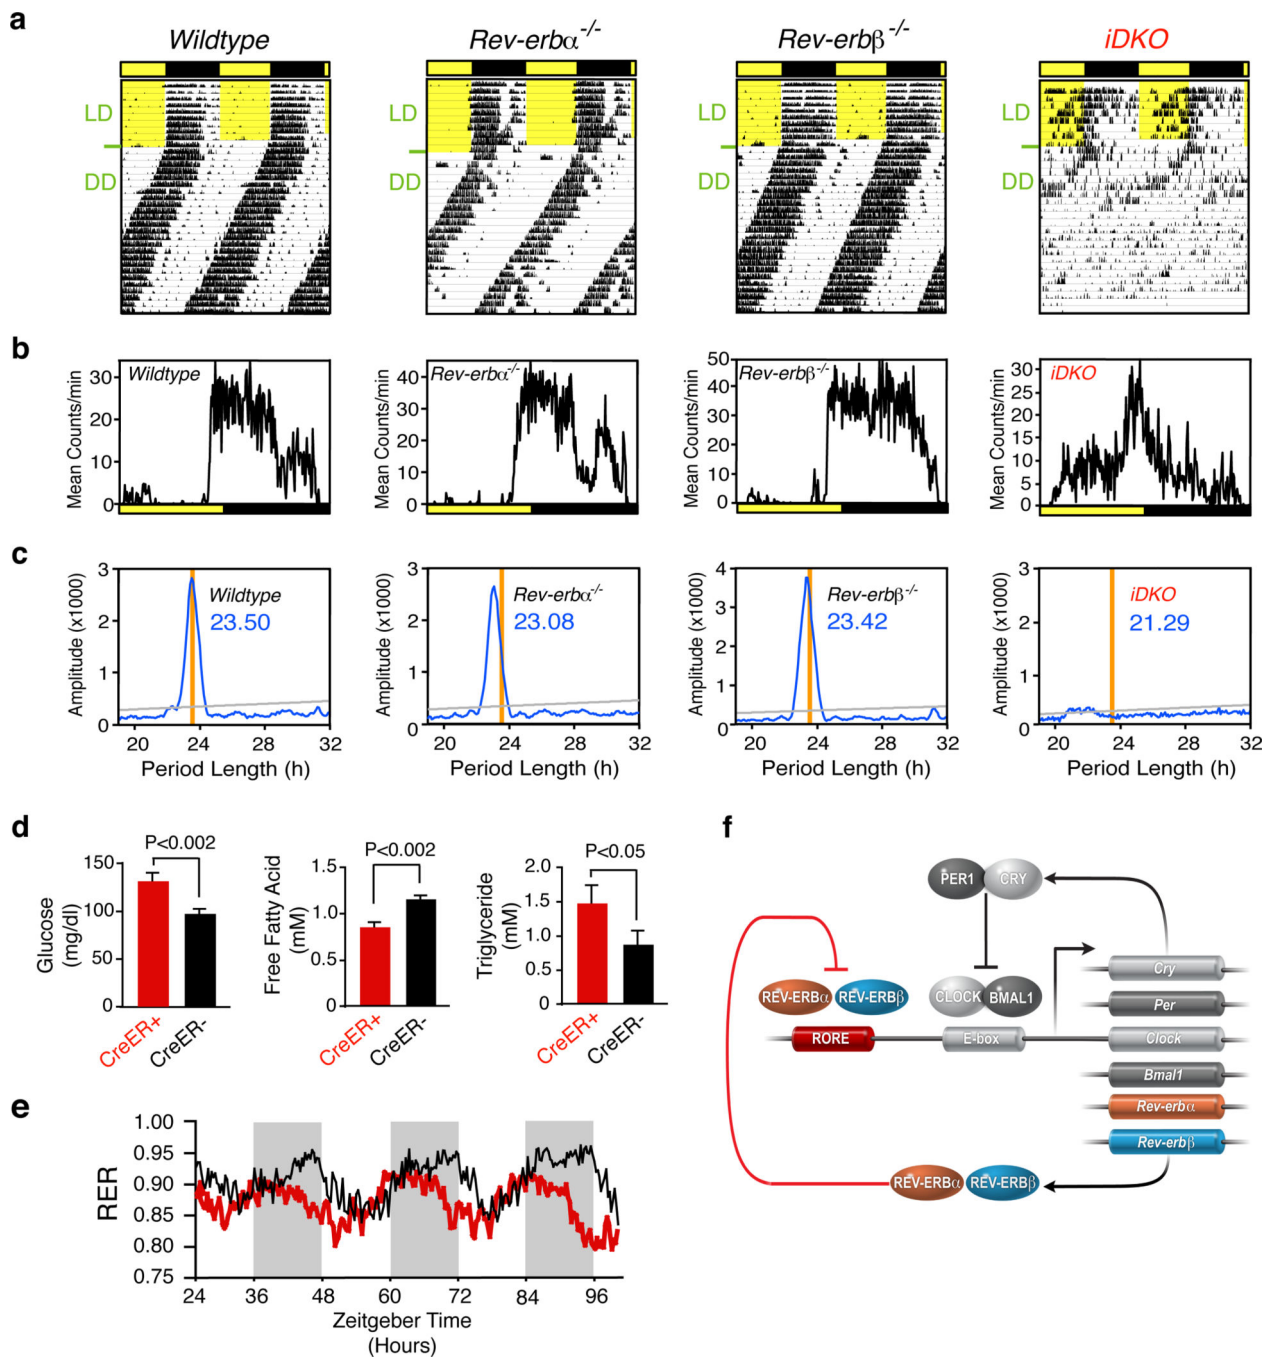 a
Wildtype
Rev-erbα-/-
Rev-erbβ-/-
iDKO
LD
DD
LD
DD
LD
DD
LD
DD
b
Mean Counts/min
30
20
10
0
Wildtype
Mean Counts/min
40
30
20
10
0
Rev-erbα-/-
Mean Counts/min
50
40
30
20
10
0
Rev-erbβ-/-
Mean Counts/min
30
25
20
15
10
5
0
iDKO
c
Amplitude (x1000)
3
2
1
0
Wildtype
23.50
20 24 28 32
Period Length (h)
Amplitude (x1000)
3
2
1
0
Rev-erbα-/-
23.08
20 24 28 32
Period Length (h)
Amplitude (x1000)
4
3
2
1
0
Rev-erbβ-/-
23.42
20 24 28 32
Period Length (h)
Amplitude (x1000)
3
2
1
0
iDKO
21.29
20 24 28 32
Period Length (h)
d
Glucose
(mg/dl)
150
100
50
0
P<0.002
CreER+
CreER-
Free Fatty Acid
(mM)
1.5
1.0
0.5
0
P<0.002
CreER+
CreER-
Triglyceride
(mM)
2.0
1.5
1.0
0.5
0
P<0.05
CreER+
CreER-
e
RER
1.00
0.95
0.90
0.85
0.80
0.75
24 36 48 60 72 84 96
Zeitgeber Time
(Hours)
f
PER1 CRY
REV-ERBα REV-ERBβ
CLOCK BMAL1
RORE
E-box
Cry
Per
Clock
Bmal1
Rev-erbα
Rev-erbβ
REV-ERBα REV-ERBβ